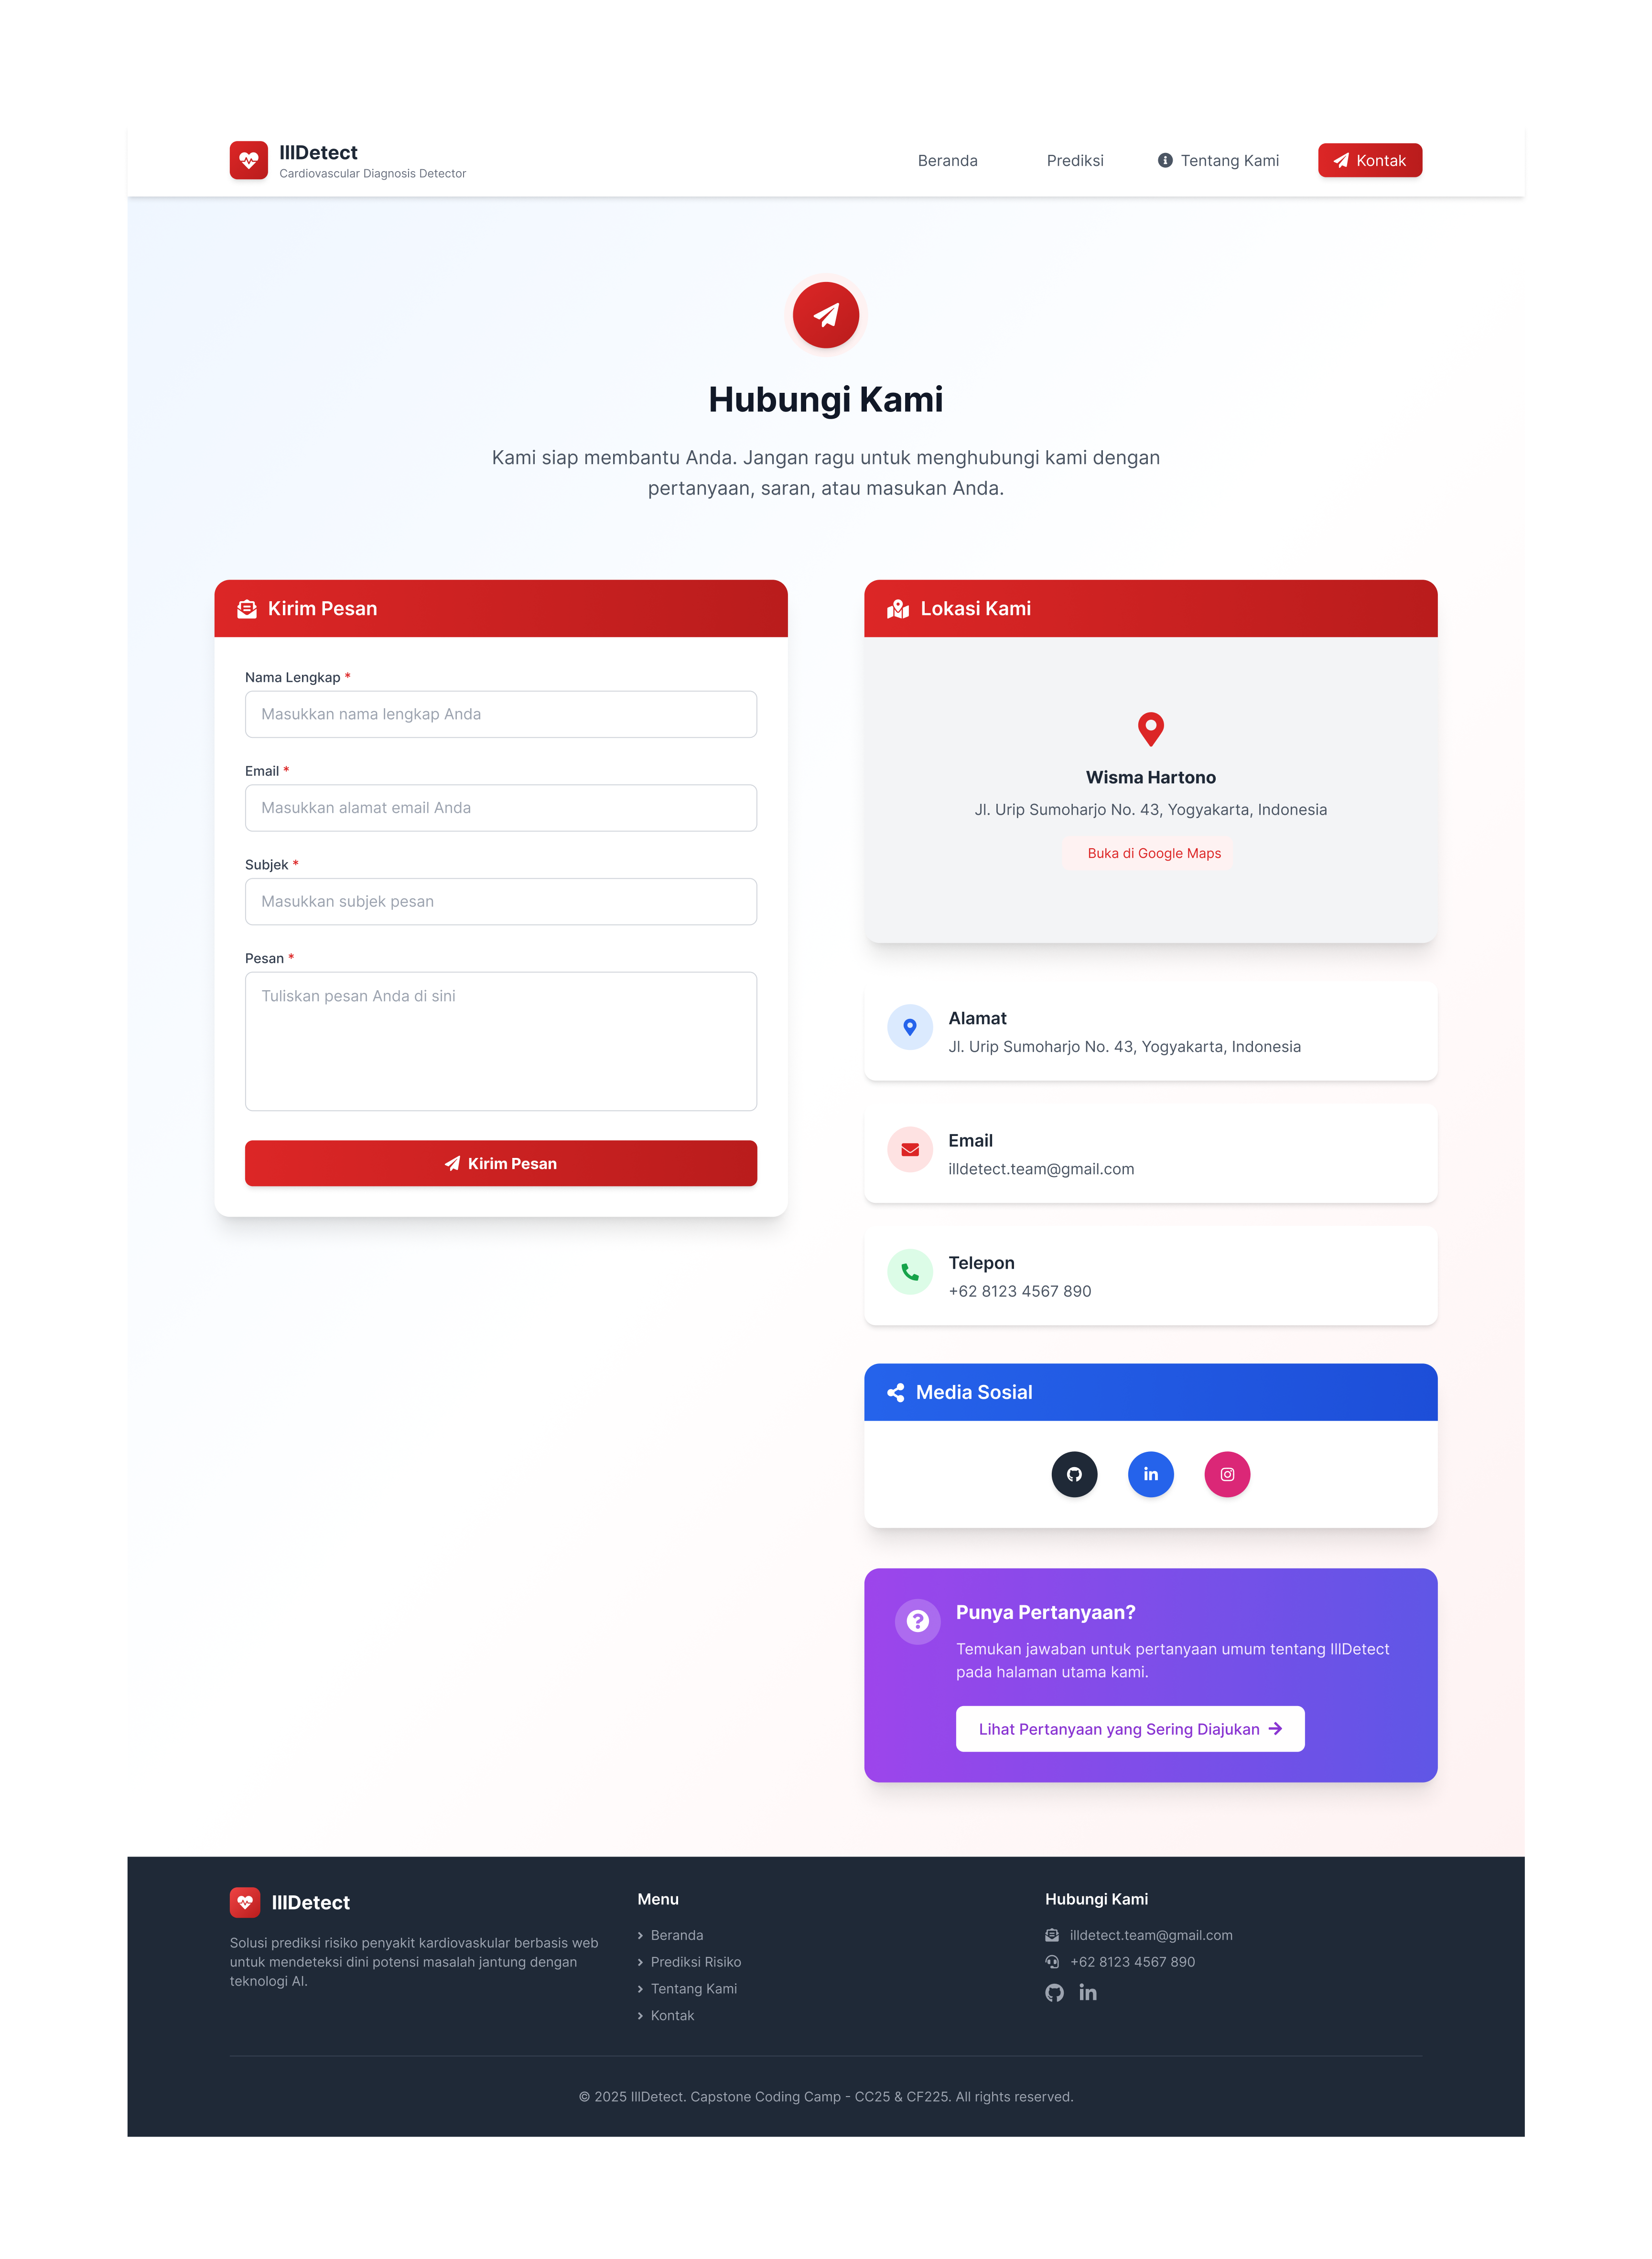 IllDetect
Cardiovascular Diagnosis Detector
Beranda
Prediksi
Tentang Kami
Kontak
Hubungi Kami
Kami siap membantu Anda. Jangan ragu untuk menghubungi kami dengan
pertanyaan, saran, atau masukan Anda.
Kirim Pesan
Nama Lengkap *
Masukkan nama lengkap Anda
Email *
Masukkan alamat email Anda
Subjek *
Masukkan subjek pesan
Pesan *
Tuliskan pesan Anda di sini
Kirim Pesan
Lokasi Kami
Wisma Hartono
Jl. Urip Sumoharjo No. 43, Yogyakarta, Indonesia
Buka di Google Maps
Alamat
Jl. Urip Sumoharjo No. 43, Yogyakarta, Indonesia
Email
illdetect.team@gmail.com
Telepon
+62 8123 4567 890
Media Sosial
Punya Pertanyaan?
Temukan jawaban untuk pertanyaan umum tentang IllDetect
pada halaman utama kami.
Lihat Pertanyaan yang Sering Diajukan
IllDetect
Solusi prediksi risiko penyakit kardiovaskular berbasis web
untuk mendeteksi dini potensi masalah jantung dengan
teknologi AI.
Menu
Beranda
Prediksi Risiko
Tentang Kami
Kontak
Hubungi Kami
illdetect.team@gmail.com
+62 8123 4567 890
© 2025 IllDetect. Capstone Coding Camp - CC25 & CF225. All rights reserved.